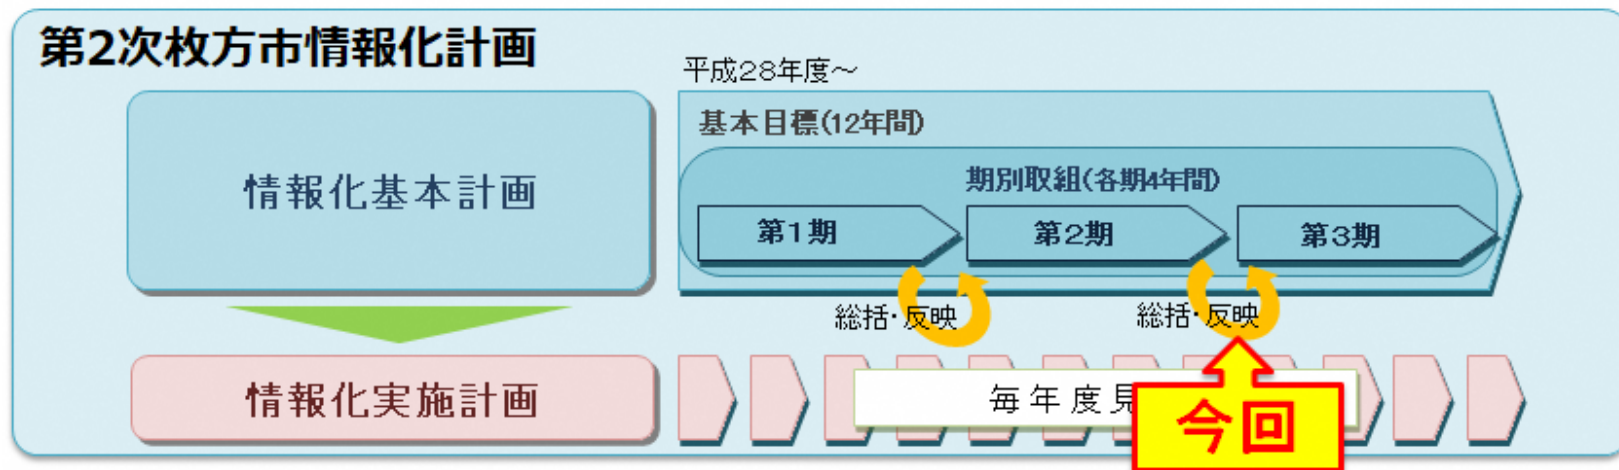 第2次枚方市情報化計画
平成28年度～
情報化基本計画
基本目標(12年間)
期別取組(各期4年間)
第1期
第2期
第3期
総括・反映
総括・反映
情報化実施計画
毎年度見
今回